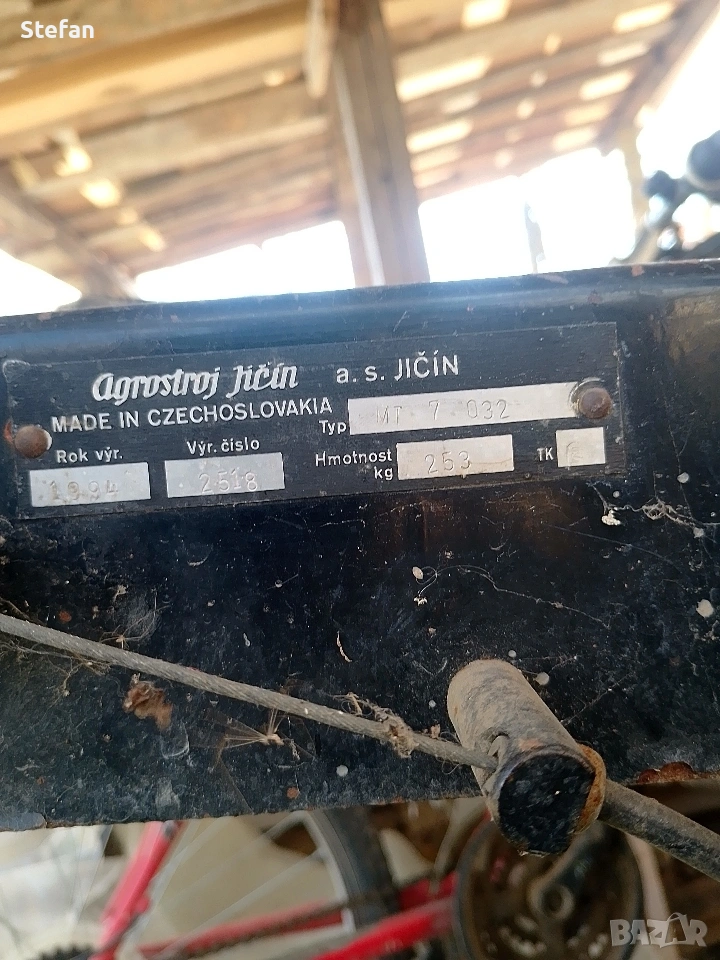 Stefan
agrostroj Jičín a. s. JIČÍN
MADE IN CZECHOSLOVAKIA Typ MT 7 032
Rok výr. Výr. číslo Hmotnost kg TK
1994 2518 253
BAZAR